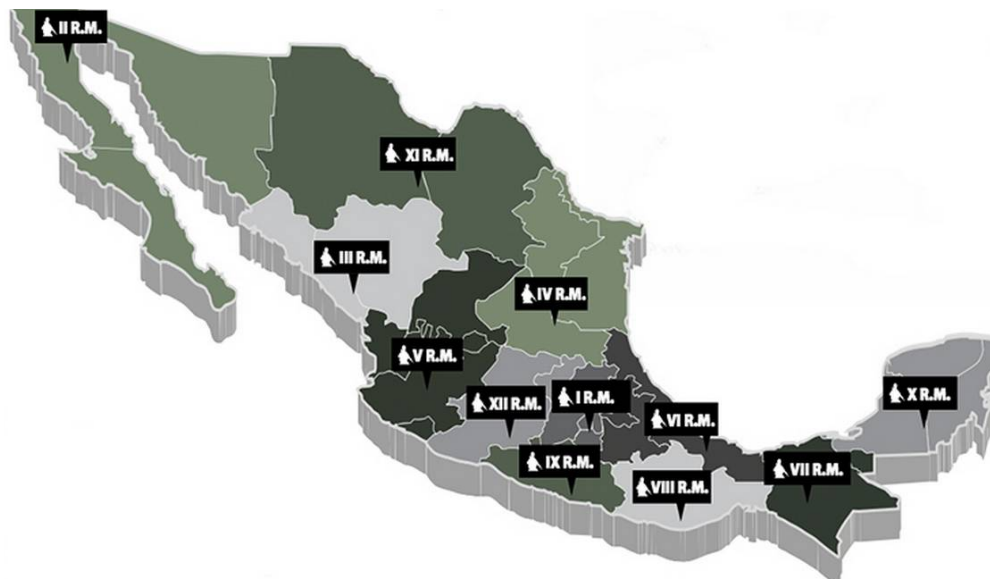 II R.M.
XI R.M.
III R.M.
IV R.M.
V R.M.
XII R.M.
I R.M.
X R.M.
VI R.M.
IX R.M.
VIII R.M.
VII R.M.